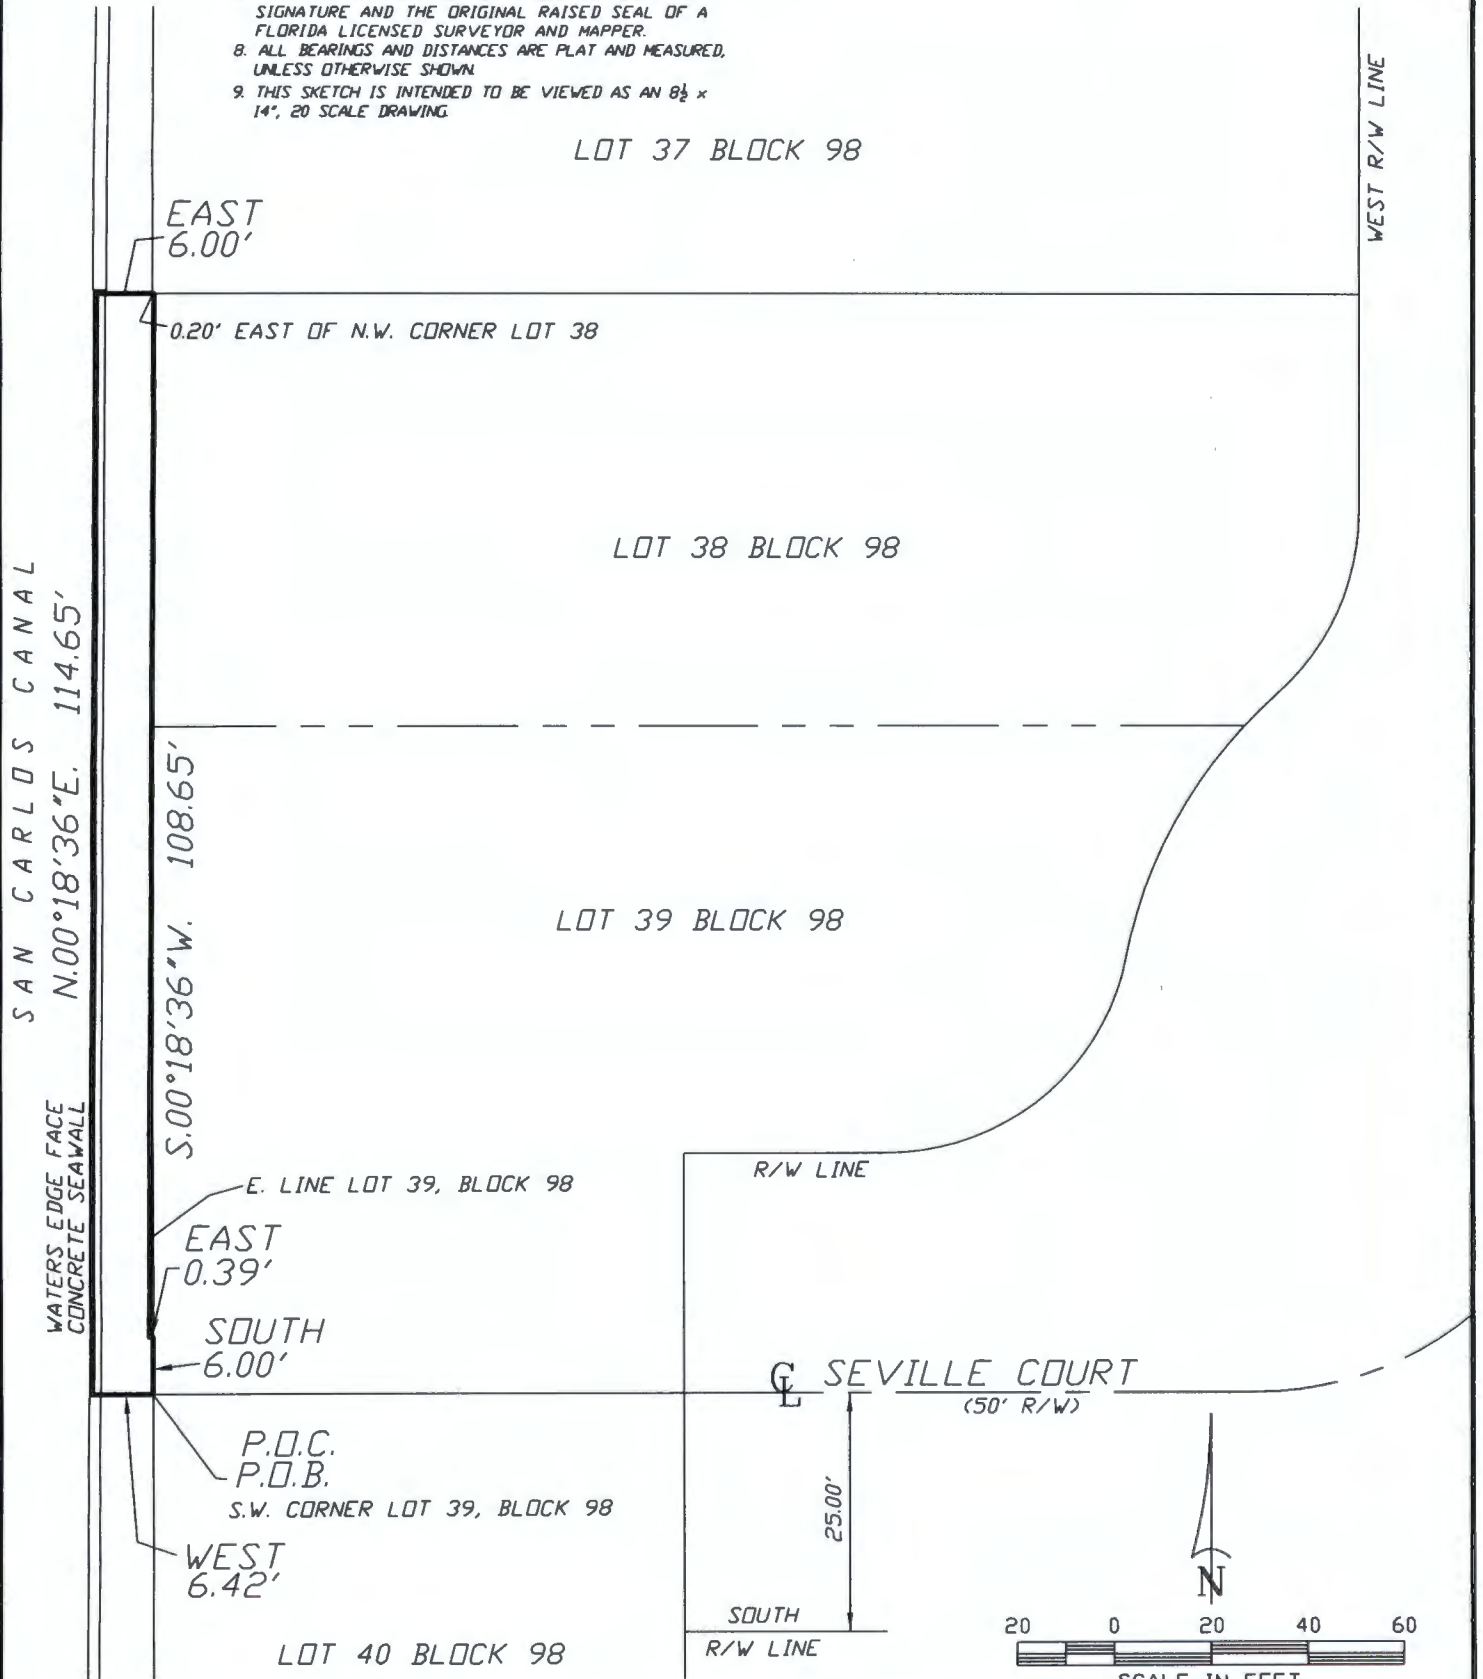 SIGNATURE AND THE ORIGINAL RAISED SEAL OF A
FLORIDA LICENSED SURVEYOR AND MAPPER.
8. ALL BEARINGS AND DISTANCES ARE PLAT AND MEASURED,
UNLESS OTHERWISE SHOWN
9. THIS SKETCH IS INTENDED TO BE VIEWED AS AN 8½ x
14", 20 SCALE DRAWING
LOT 37 BLOCK 98
WEST R/W LINE
EAST
6.00'
0.20' EAST OF N.W. CORNER LOT 38
LOT 38 BLOCK 98
SAN CARLOS CANAL
N.00°18'36"E. 114.65'
S.00°18'36"W. 108.65'
LOT 39 BLOCK 98
WATERS EDGE FACE
CONCRETE SEAWALL
R/W LINE
E. LINE LOT 39, BLOCK 98
EAST
0.39'
SOUTH
6.00'
CL SEVILLE COURT
(50' R/W)
P.O.C.
P.O.B.
S.W. CORNER LOT 39, BLOCK 98
25.00'
WEST
6.42'
N
SOUTH
R/W LINE
LOT 40 BLOCK 98
20 0 20 40 60
SCALE IN FEET